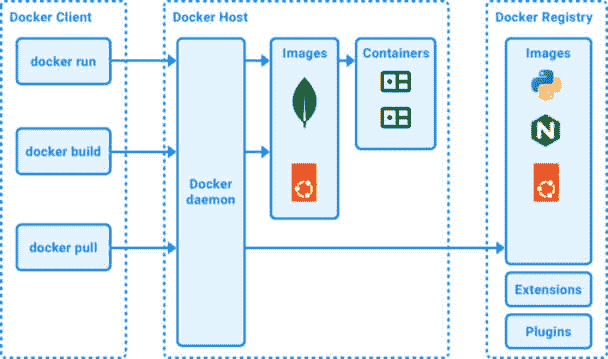 Docker Client
docker run
docker build
docker pull
Docker Host
Docker
daemon
Images
Containers
Docker Registry
Images
N
Extensions
Plugins